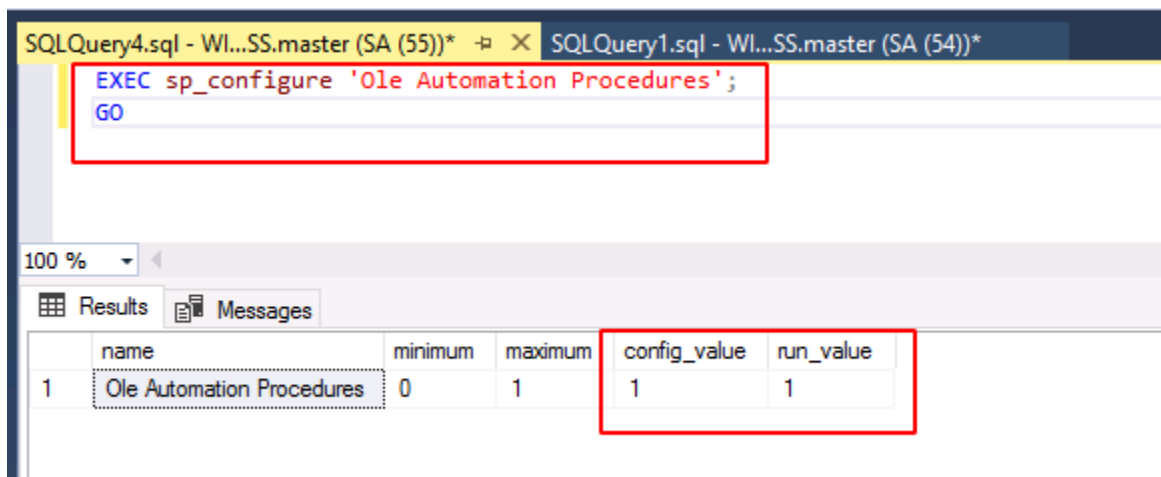 SQLQuery4.sql - WI...SS.master (SA (55))* SQLQuery1.sql - WI...SS.master (SA (54))*
EXEC sp_configure 'Ole Automation Procedures';
GO
100 %
Results Messages
name minimum maximum config_value run_value
1 Ole Automation Procedures 0 1 1 1